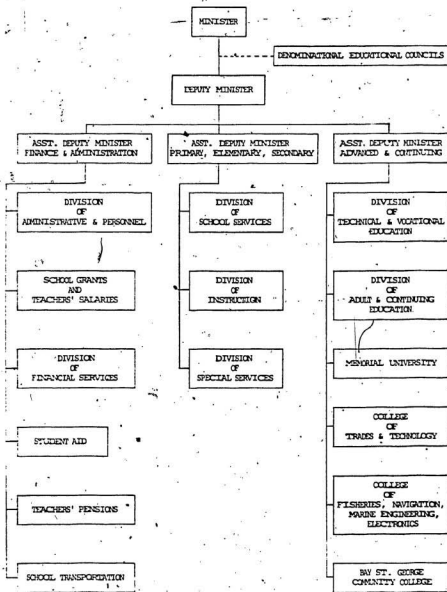 MINISTER
DENOMINATIONAL EDUCATIONAL COUNCILS
DEPUTY MINISTER
ASST. DEPUTY MINISTER
FINANCE & ADMINISTRATION
ASST. DEPUTY MINISTER
PRIMARY, ELEMENTARY, SECONDARY
ASST. DEPUTY MINISTER
ADVANCED & CONTINUING
DIVISION
OF
ADMINISTRATIVE & PERSONNEL
SCHOOL GRANTS
AND
TEACHERS' SALARIES
DIVISION
OF
FINANCIAL SERVICES
STUDENT AID
TEACHERS' PENSIONS
SCHOOL TRANSPORTATION
DIVISION
OF
SCHOOL SERVICES
DIVISION
OF
INSTRUCTION
DIVISION
OF
SPECIAL SERVICES
DIVISION
OF
TECHNICAL & VOCATIONAL
EDUCATION
DIVISION
OF
ADULT & CONTINUING
EDUCATION
MEMORIAL UNIVERSITY
COLLEGE
OF
TRADES & TECHNOLOGY
COLLEGE
OF
FISHERIES, NAVIGATION,
MARINE ENGINEERING,
ELECTRONICS
BAY ST. GEORGE
COMMUNITY COLLEGE